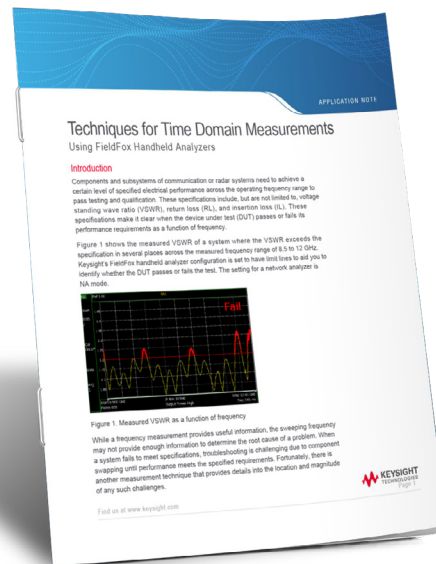 APPLICATION NOTE
Techniques for Time Domain Measurements
Using FieldFox Handheld Analyzers
Introduction
Components and subsystems of communication or radar systems need to achieve a
certain level of specified electrical performance across the operating frequency range to
pass testing and qualification. These specifications include, but are not limited to, voltage
standing wave ratio (VSWR), return loss (RL), and insertion loss (IL). These
specifications make it clear when the device under test (DUT) passes or fails its
performance requirements as a function of frequency.
Figure 1 shows the measured VSWR of a system where the VSWR exceeds the
specification in several places across the measured frequency range of 8.5 to 12 GHz.
Keysight's FieldFox handheld analyzer configuration is set to have limit lines to aid you to
identify whether the DUT passes or fails the test. The setting for a network analyzer is
NA mode.
Fail
Figure 1. Measured VSWR as a function of frequency
While a frequency measurement provides useful information, the sweeping frequency
may not provide enough information to determine the root cause of a problem. When
a system fails to meet specifications, troubleshooting is challenging due to component
swapping until performance meets the specified requirements. Fortunately, there is
another measurement technique that provides details into the location and magnitude
of any such challenges.
KEYSIGHT
TECHNOLOGIES
Find us at www.keysight.com
Page 1